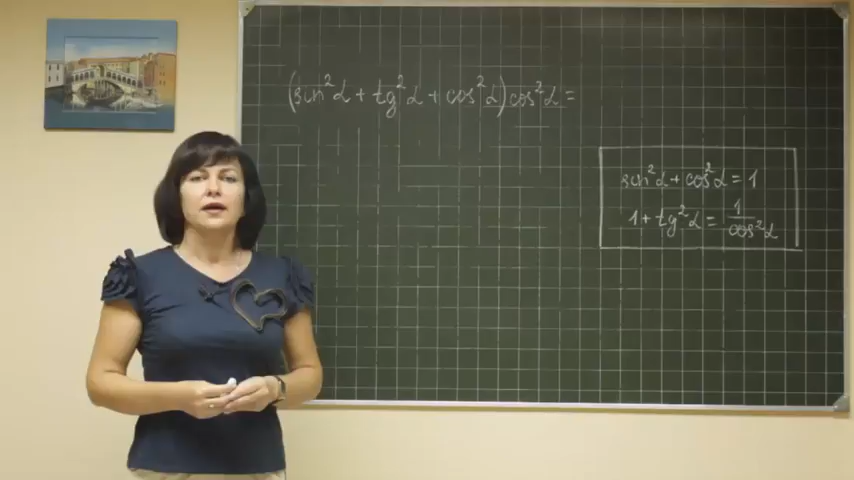 (sin²α + tg²α + cos²α)cos²α =
sin²α + cos²α = 1
1 + tg²α = 1/cos²α